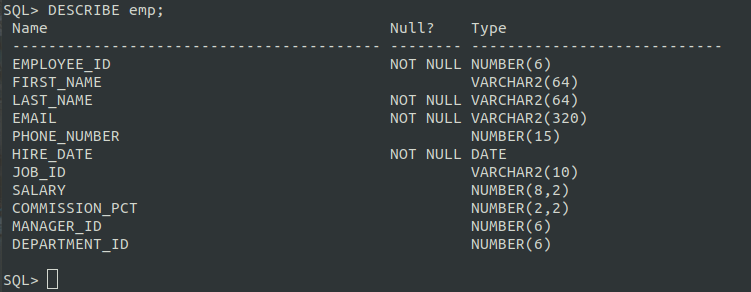 SQL> DESCRIBE emp;
 Name                                      Null?    Type
 ----------------------------------------- -------- ----------------------------
 EMPLOYEE_ID                               NOT NULL NUMBER(6)
 FIRST_NAME                                         VARCHAR2(64)
 LAST_NAME                                 NOT NULL VARCHAR2(64)
 EMAIL                                     NOT NULL VARCHAR2(320)
 PHONE_NUMBER                                       NUMBER(15)
 HIRE_DATE                                 NOT NULL DATE
 JOB_ID                                             VARCHAR2(10)
 SALARY                                             NUMBER(8,2)
 COMMISSION_PCT                                     NUMBER(2,2)
 MANAGER_ID                                         NUMBER(6)
 DEPARTMENT_ID                                      NUMBER(6)

SQL>